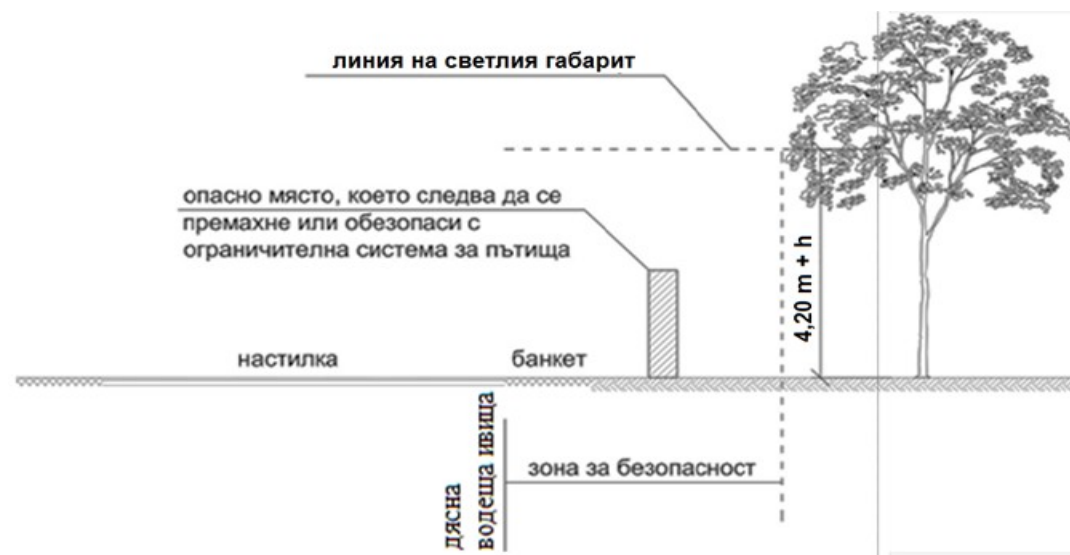 линия на светлия габарит
опасно място, което следва да се
премахне или обезопаси с
ограничителна система за пътища
4,20 m + h
настилка
банкет
дясна
водеща ивица
зона за безопасност